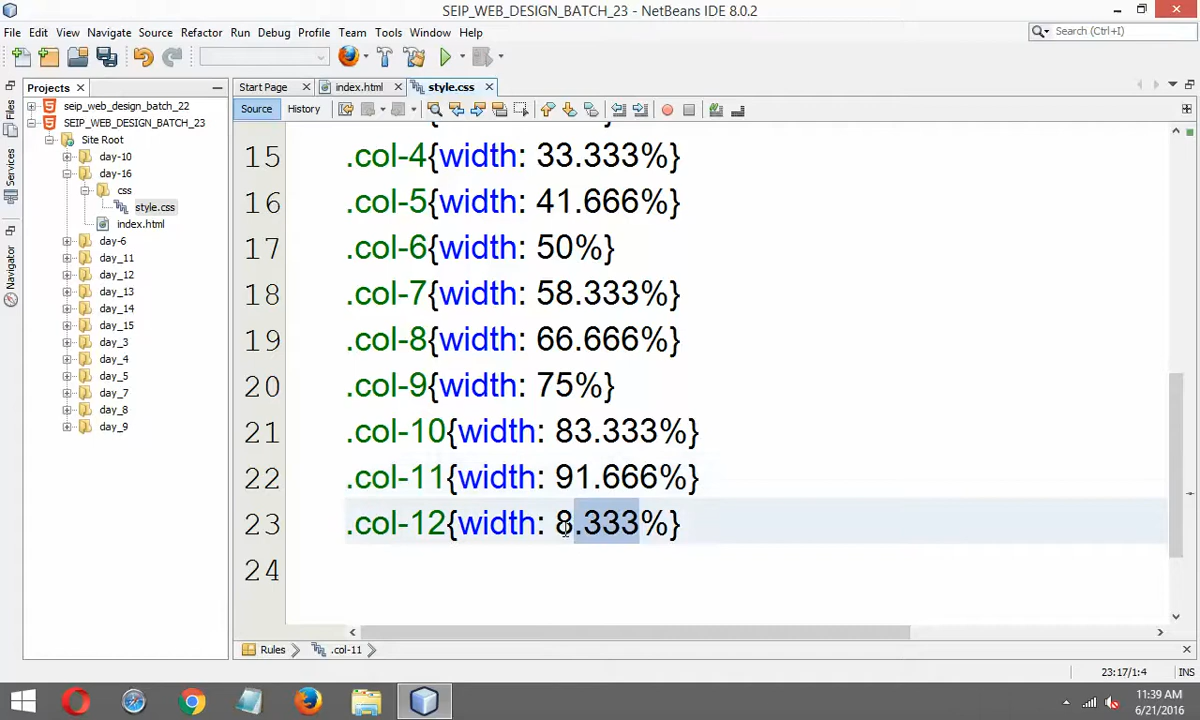 SEIP_WEB_DESIGN_BATCH_23 - NetBeans IDE 8.0.2
File Edit View Navigate Source Refactor Run Debug Profile Team Tools Window Help
Search (Ctrl+I)
Projects
Start Page
index.html
style.css
Files
Services
Navigator
Source
History
seip_web_design_batch_22
SEIP_WEB_DESIGN_BATCH_23
Site Root
day-10
day-16
css
style.css
index.html
day-6
day_11
day_12
day_13
day_14
day_15
day_3
day_4
day_5
day_7
day_8
day_9
15 .col-4{width: 33.333%}
16 .col-5{width: 41.666%}
17 .col-6{width: 50%}
18 .col-7{width: 58.333%}
19 .col-8{width: 66.666%}
20 .col-9{width: 75%}
21 .col-10{width: 83.333%}
22 .col-11{width: 91.666%}
23 .col-12{width: 8.333%}
24
Rules
.col-11
23:17/1:4
INS
11:39 AM
6/21/2016